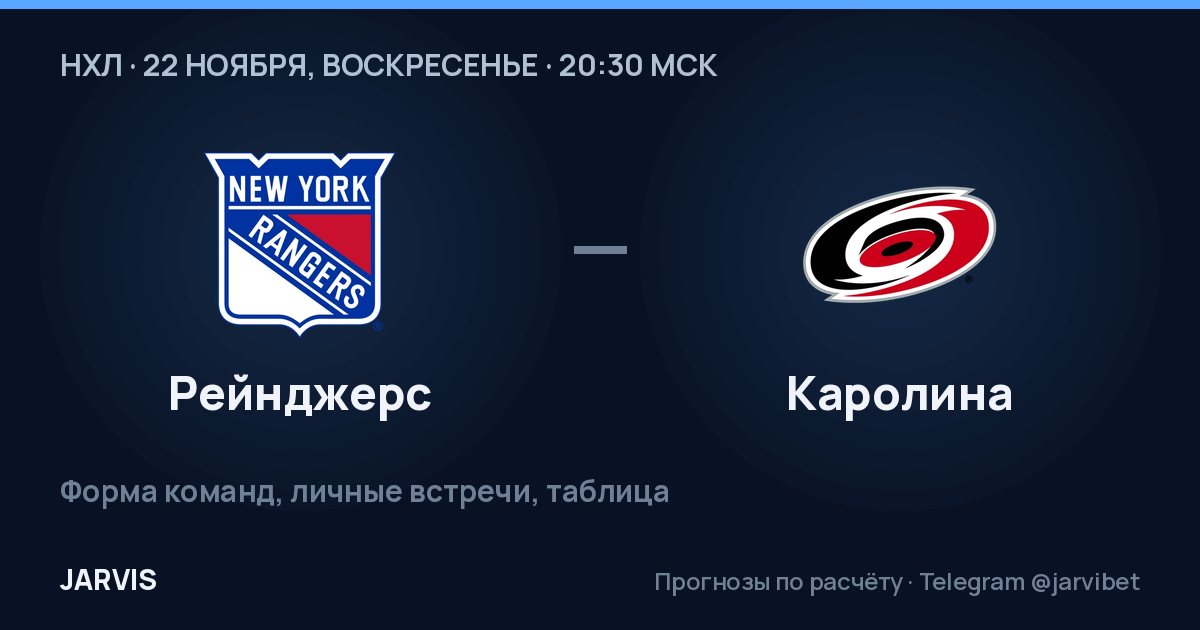 НХЛ · 22 НОЯБРЯ, ВОСКРЕСЕНЬЕ · 20:30 МСК
NEW YORK
RANGERS
—
Рейнджерс
Каролина
Форма команд, личные встречи, таблица
JARVIS
Прогнозы по расчёту · Telegram @jarvibet